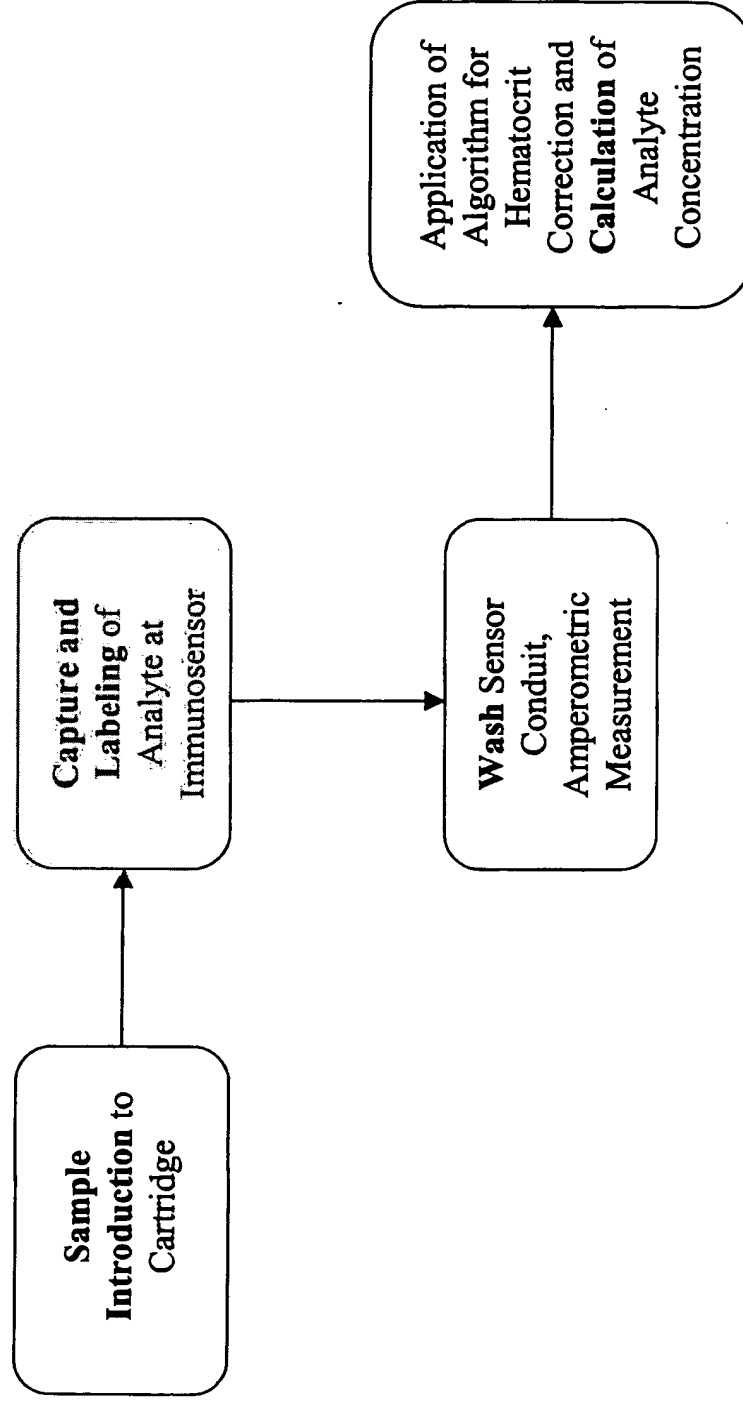 Sample
Introduction to
Cartridge
Capture and
Labeling of
Analyte at
Immunosensor
Wash Sensor
Conduit,
Amperometric
Measurement
Application of
Algorithm for
Hematocrit
Correction and
Calculation of
Analyte
Concentration